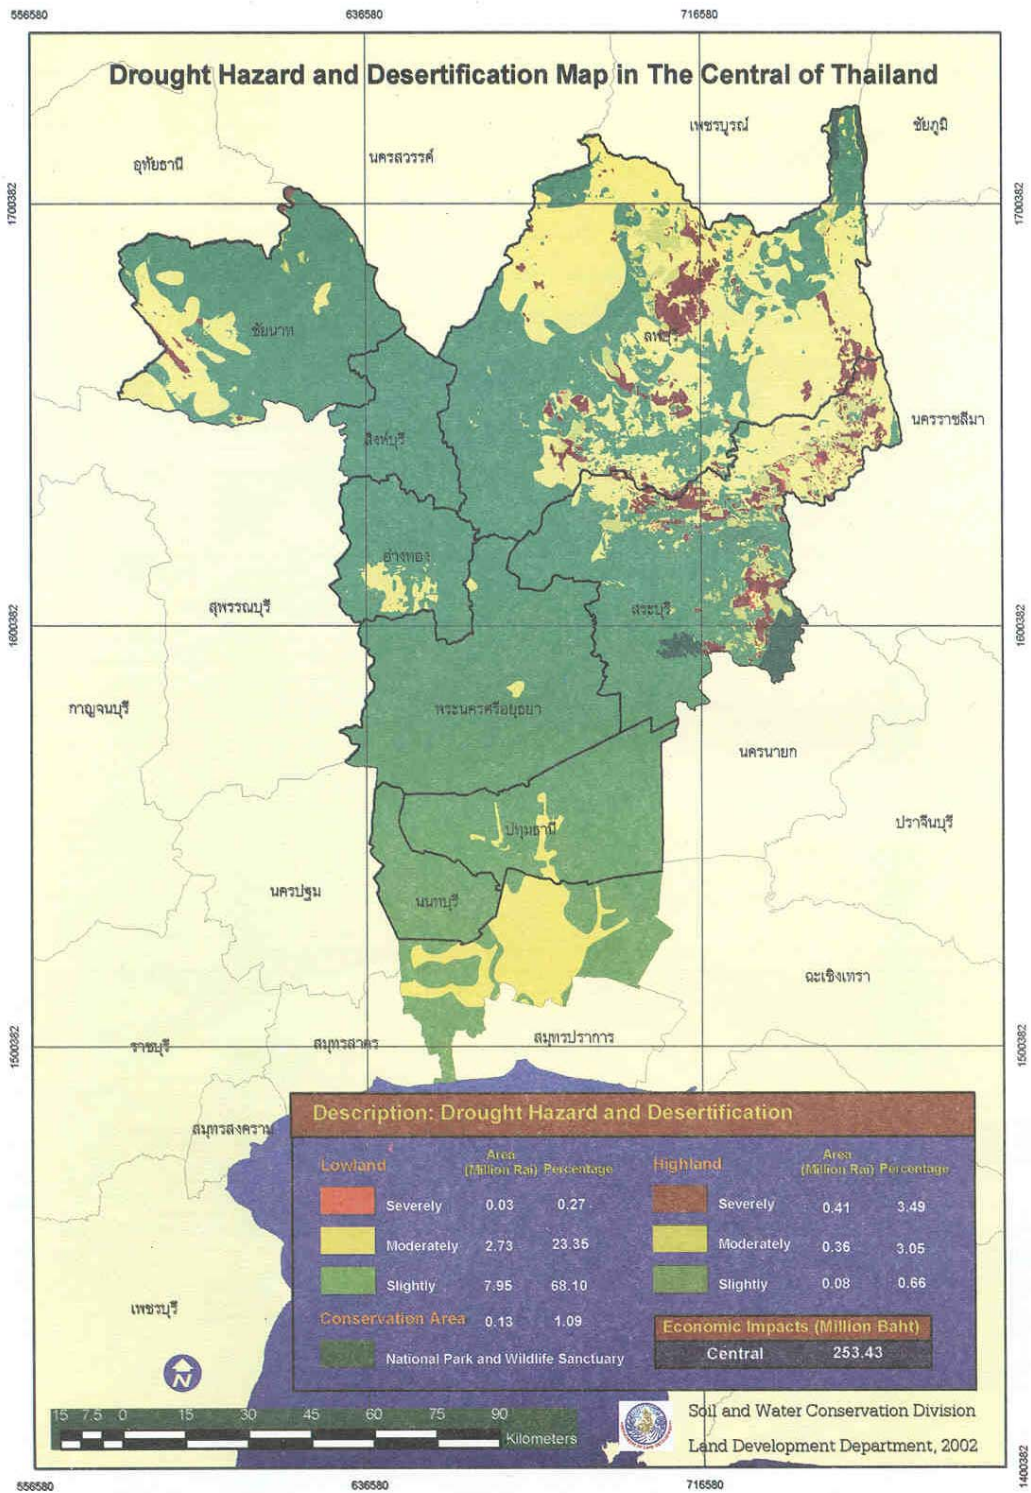 556580 636580 716580
Drought Hazard and Desertification Map in The Central of Thailand
เพชรบูรณ์
ชัยภูมิ
นครสวรรค์
อุทัยธานี
1700382 1700382
ชัยนาท
ลพบุรี
นครราชสีมา
สิงห์บุรี
อ่างทอง
สุพรรณบุรี
สระบุรี
1600382 1600382
กาญจนบุรี
พระนครศรีอยุธยา
นครนายก
ปราจีนบุรี
ปทุมธานี
นครปฐม
นนทบุรี
ฉะเชิงเทรา
สมุทรปราการ
สมุทรสาคร
ราชบุรี
1500382 1500382
สมุทรสงคราม
เพชรบุรี
Description: Drought Hazard and Desertification
Lowland Area (Million Rai) Percentage
Severely 0.03 0.27
Moderately 2.73 23.35
Slightly 7.95 68.10
Conservation Area 0.13 1.09
National Park and Wildlife Sanctuary
Highland Area (Million Rai) Percentage
Severely 0.41 3.49
Moderately 0.36 3.05
Slightly 0.08 0.66
Economic Impacts (Million Baht)
Central 253.43
N
15 7.5 0 15 30 45 60 75 90
Kilometers
Soil and Water Conservation Division
Land Development Department, 2002
1400382
556580 636580 716580